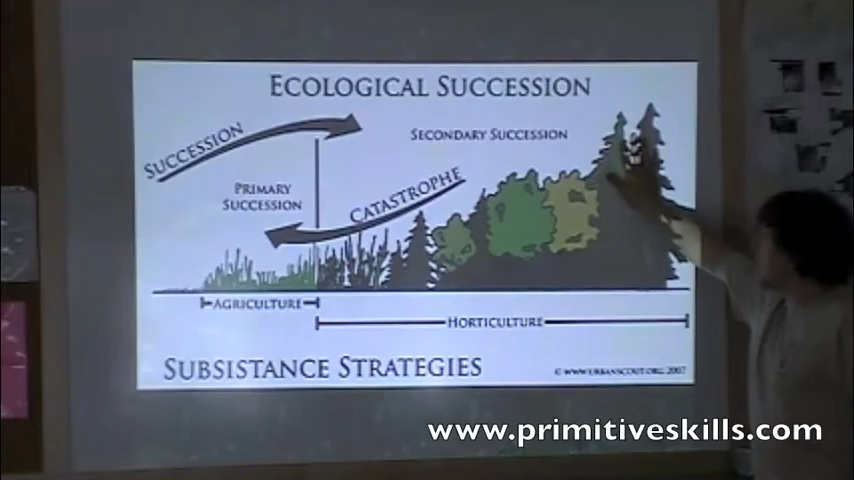 ECOLOGICAL SUCCESSION
SUCCESSION
SECONDARY SUCCESSION
PRIMARY
SUCCESSION
CATASTROPHE
AGRICULTURE
HORTICULTURE
SUBSISTANCE STRATEGIES
© WWW.URBANSCOUT.ORG 2007
www.primitiveskills.com